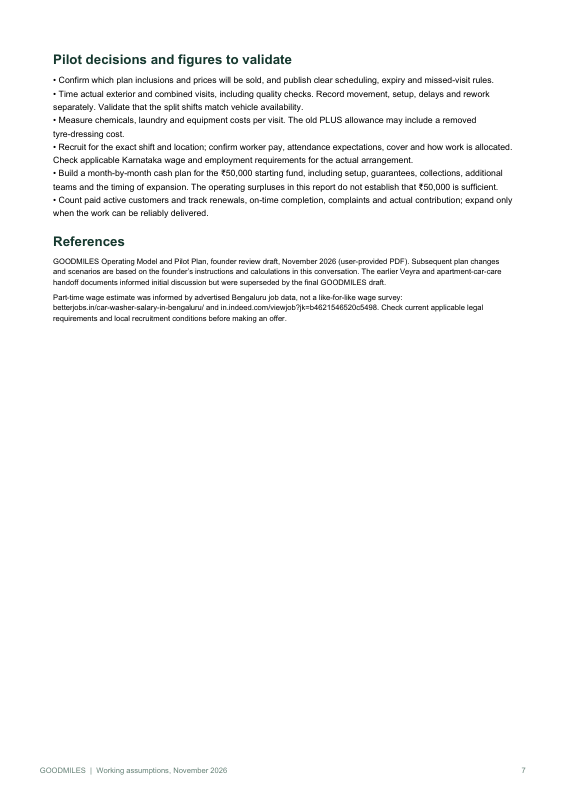 Pilot decisions and figures to validate
• Confirm which plan inclusions and prices will be sold, and publish clear scheduling, expiry and missed-visit rules.
• Time actual exterior and combined visits, including quality checks. Record movement, setup, delays and rework
separately. Validate that the split shifts match vehicle availability.
• Measure chemicals, laundry and equipment costs per visit. The old PLUS allowance may include a removed
tyre-dressing cost.
• Recruit for the exact shift and location; confirm worker pay, attendance expectations, cover and how work is allocated.
Check applicable Karnataka wage and employment requirements for the actual arrangement.
• Build a month-by-month cash plan for the ₹50,000 starting fund, including setup, guarantees, collections, additional
teams and the timing of expansion. The operating surpluses in this report do not establish that ₹50,000 is sufficient.
• Count paid active customers and track renewals, on-time completion, complaints and actual contribution; expand only
when the work can be reliably delivered.
References
GOODMILES Operating Model and Pilot Plan, founder review draft, November 2026 (user-provided PDF). Subsequent plan changes
and scenarios are based on the founder's instructions and calculations in this conversation. The earlier Veyra and apartment-car-care
handoff documents informed initial discussion but were superseded by the final GOODMILES draft.
Part-time wage estimate was informed by advertised Bengaluru job data, not a like-for-like wage survey:
betterjobs.in/car-washer-salary-in-bengaluru/ and in.indeed.com/viewjob?jk=b4621546520c5498. Check current applicable legal
requirements and local recruitment conditions before making an offer.
GOODMILES | Working assumptions, November 2026
7